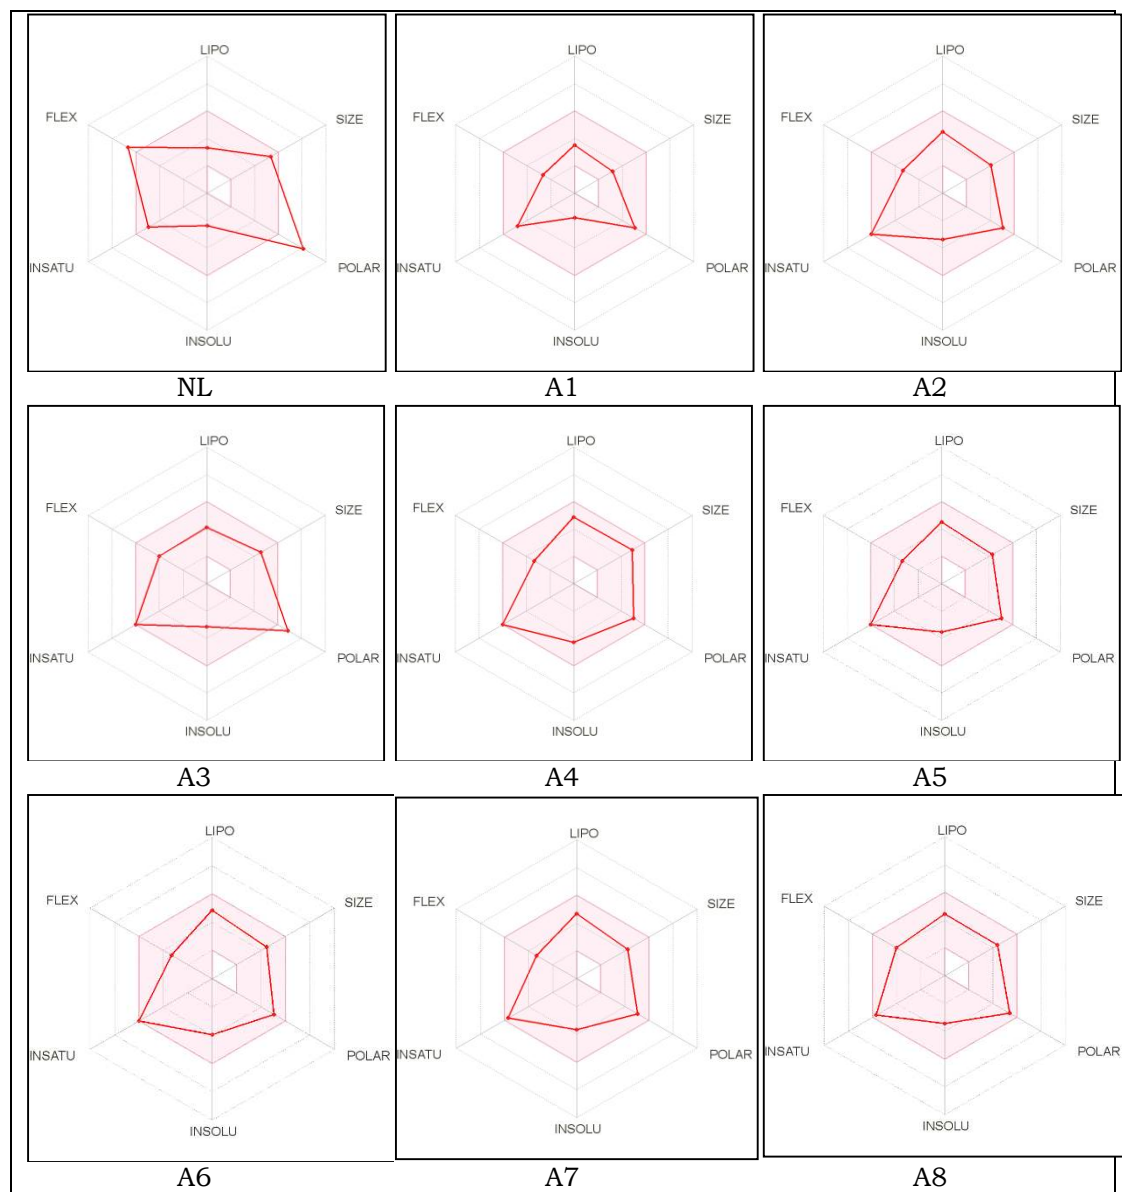 LIPO
FLEX
SIZE
INSATU
POLAR
INSOLU
NL
LIPO
FLEX
SIZE
INSATU
POLAR
INSOLU
A1
LIPO
FLEX
SIZE
INSATU
POLAR
INSOLU
A2
LIPO
FLEX
SIZE
INSATU
POLAR
INSOLU
A3
LIPO
FLEX
SIZE
INSATU
POLAR
INSOLU
A4
LIPO
FLEX
SIZE
INSATU
POLAR
INSOLU
A5
LIPO
FLEX
SIZE
INSATU
POLAR
INSOLU
A6
LIPO
FLEX
SIZE
INSATU
POLAR
INSOLU
A7
LIPO
FLEX
SIZE
INSATU
POLAR
INSOLU
A8